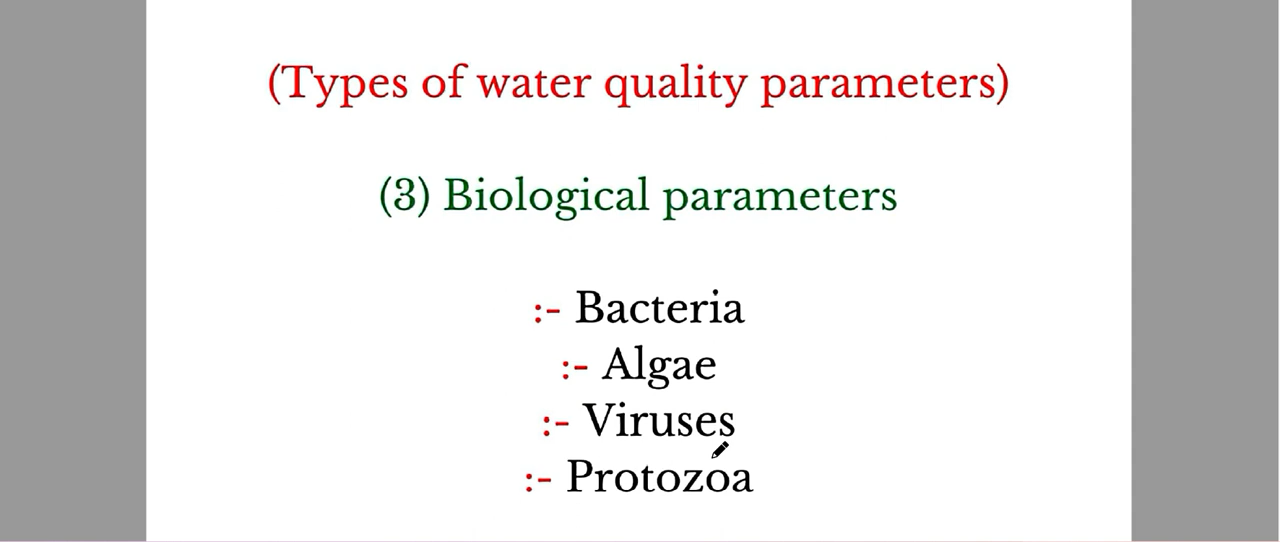 (Types of water quality parameters)
(3) Biological parameters
:- Bacteria
:- Algae
:- Viruses
:- Protozoa